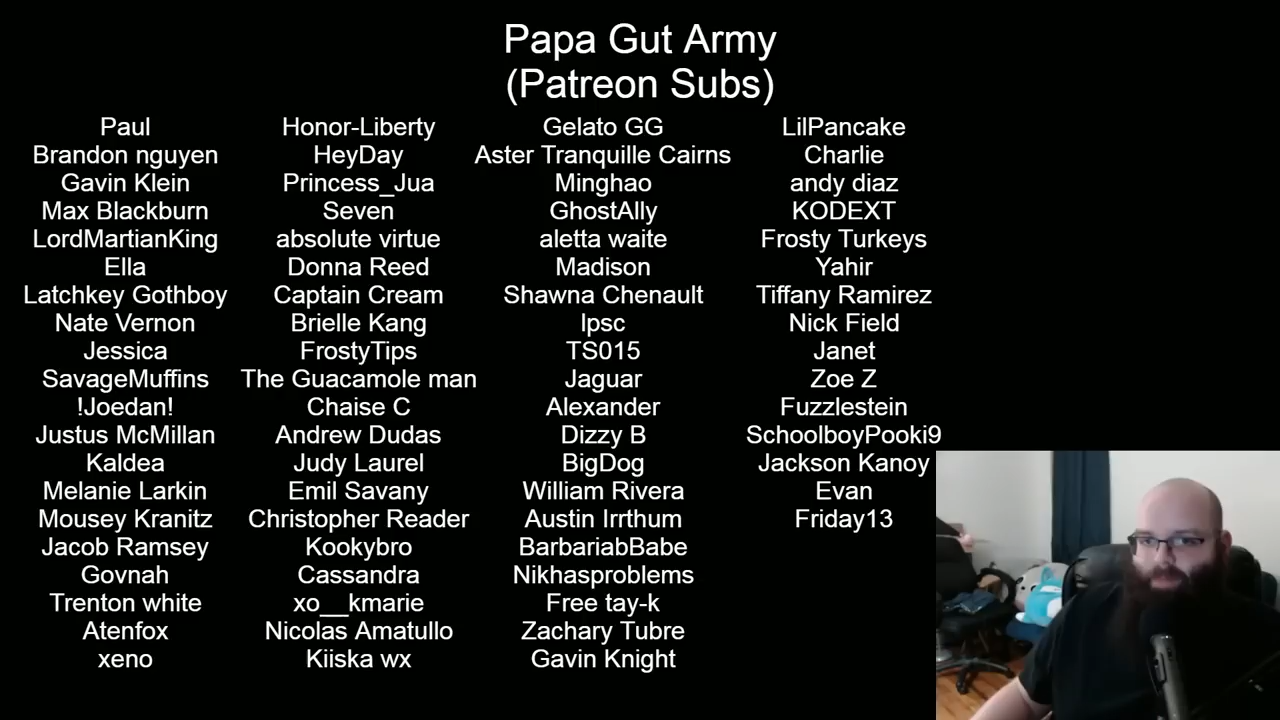 Papa Gut Army
(Patreon Subs)
Paul
Brandon nguyen
Gavin Klein
Max Blackburn
LordMartianKing
Ella
Latchkey Gothboy
Nate Vernon
Jessica
SavageMuffins
!Joedan!
Justus McMillan
Kaldea
Melanie Larkin
Mousey Kranitz
Jacob Ramsey
Govnah
Trenton white
Atenfox
xeno
Honor-Liberty
HeyDay
Princess_Jua
Seven
absolute virtue
Donna Reed
Captain Cream
Brielle Kang
FrostyTips
The Guacamole man
Chaise C
Andrew Dudas
Judy Laurel
Emil Savany
Christopher Reader
Kookybro
Cassandra
xo__kmarie
Nicolas Amatullo
Kiiska wx
Gelato GG
Aster Tranquille Cairns
Minghao
GhostAlly
aletta waite
Madison
Shawna Chenault
lpsc
TS015
Jaguar
Alexander
Dizzy B
BigDog
William Rivera
Austin Irrthum
BarbariabBabe
Nikhasproblems
Free tay-k
Zachary Tubre
Gavin Knight
LilPancake
Charlie
andy diaz
KODEXT
Frosty Turkeys
Yahir
Tiffany Ramirez
Nick Field
Janet
Zoe Z
Fuzzlestein
SchoolboyPooki9
Jackson Kanoy
Evan
Friday13